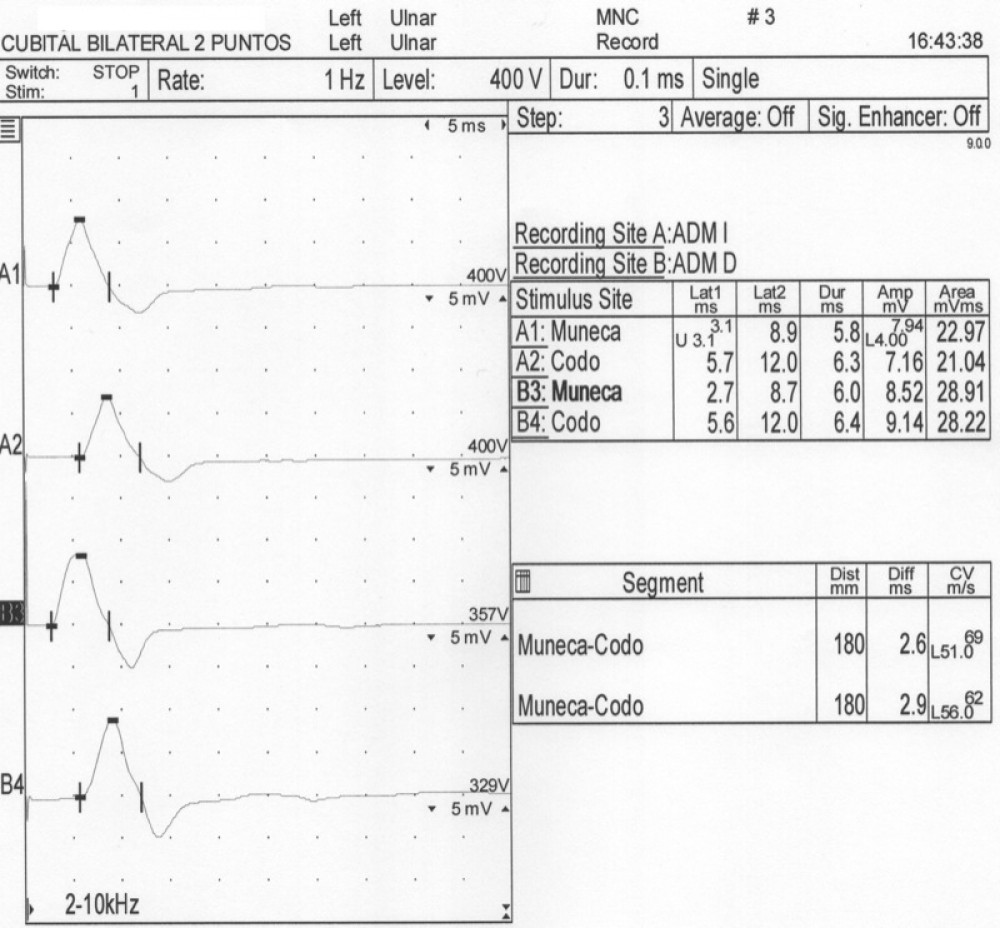 Left Ulnar MNC # 3
CUBITAL BILATERAL 2 PUNTOS Left Ulnar Record 16:43:38
Switch: STOP
Stim: 1
Rate: 1 Hz Level: 400 V Dur: 0.1 ms Single
5 ms
Step: 3 Average: Off Sig. Enhancer: Off
9.0.0
Recording Site A:ADM I
Recording Site B:ADM D
A1
400V
5 mV
A2
400V
5 mV
B3
357V
5 mV
B4
329V
5 mV
2-10kHz
Stimulus Site Lat1 ms Lat2 ms Dur ms Amp mV Area mVms
A1: Muneca U 3.1 3.1 8.9 5.8 L4.00 7.94 22.97
A2: Codo 5.7 12.0 6.3 7.16 21.04
B3: Muneca 2.7 8.7 6.0 8.52 28.91
B4: Codo 5.6 12.0 6.4 9.14 28.22
Segment Dist mm Diff ms CV m/s
Muneca-Codo 180 2.6 L51.0 69
Muneca-Codo 180 2.9 L56.0 62